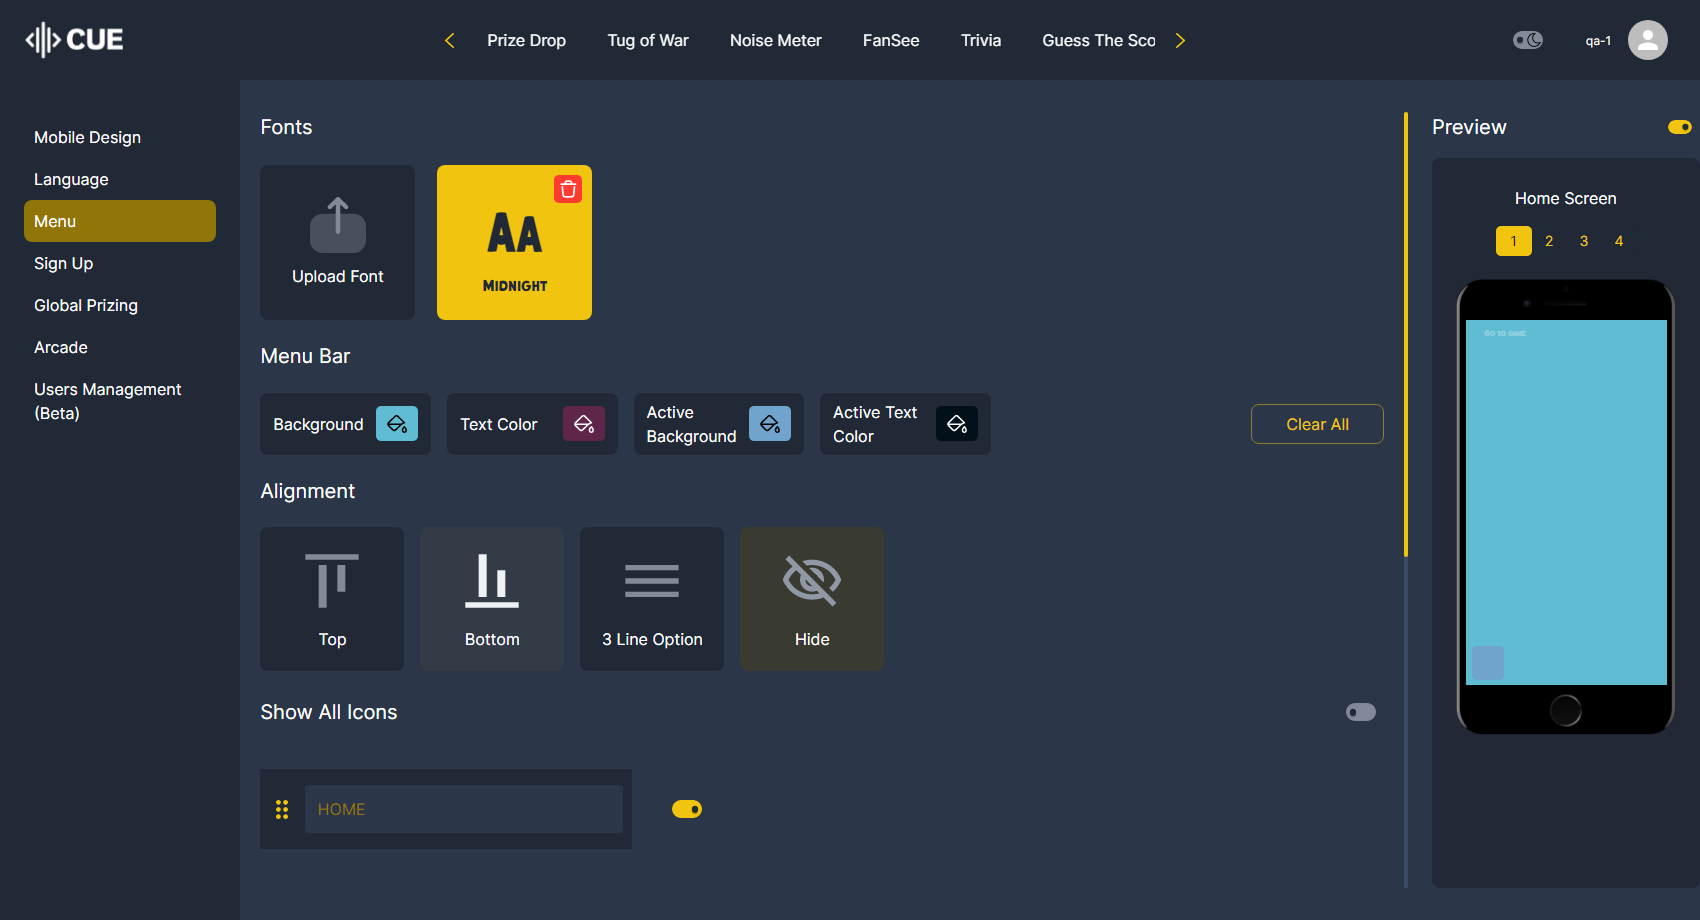 CUE
Prize Drop
Tug of War
Noise Meter
FanSee
Trivia
Guess The Sco
qa-1
Mobile Design
Language
Menu
Sign Up
Global Prizing
Arcade
Users Management
(Beta)
Fonts
Upload Font
AA
MIDNIGHT
Menu Bar
Background
Text Color
Active
Background
Active Text
Color
Clear All
Alignment
Top
Bottom
3 Line Option
Hide
Show All Icons
HOME
Preview
Home Screen
1 2 3 4
GO TO GAME